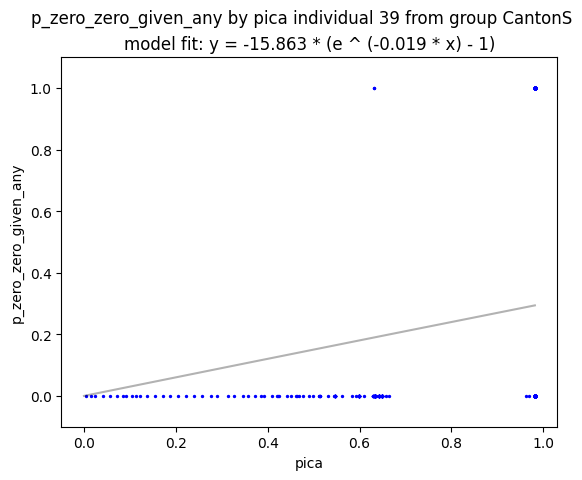 p_zero_zero_given_any by pica individual 39 from group CantonS
model fit: y = -15.863 * (e ^ (-0.019 * x) - 1)
1.0
0.8
0.6
0.4
0.2
0.0
p_zero_zero_given_any
0.0 0.2 0.4 0.6 0.8 1.0
pica